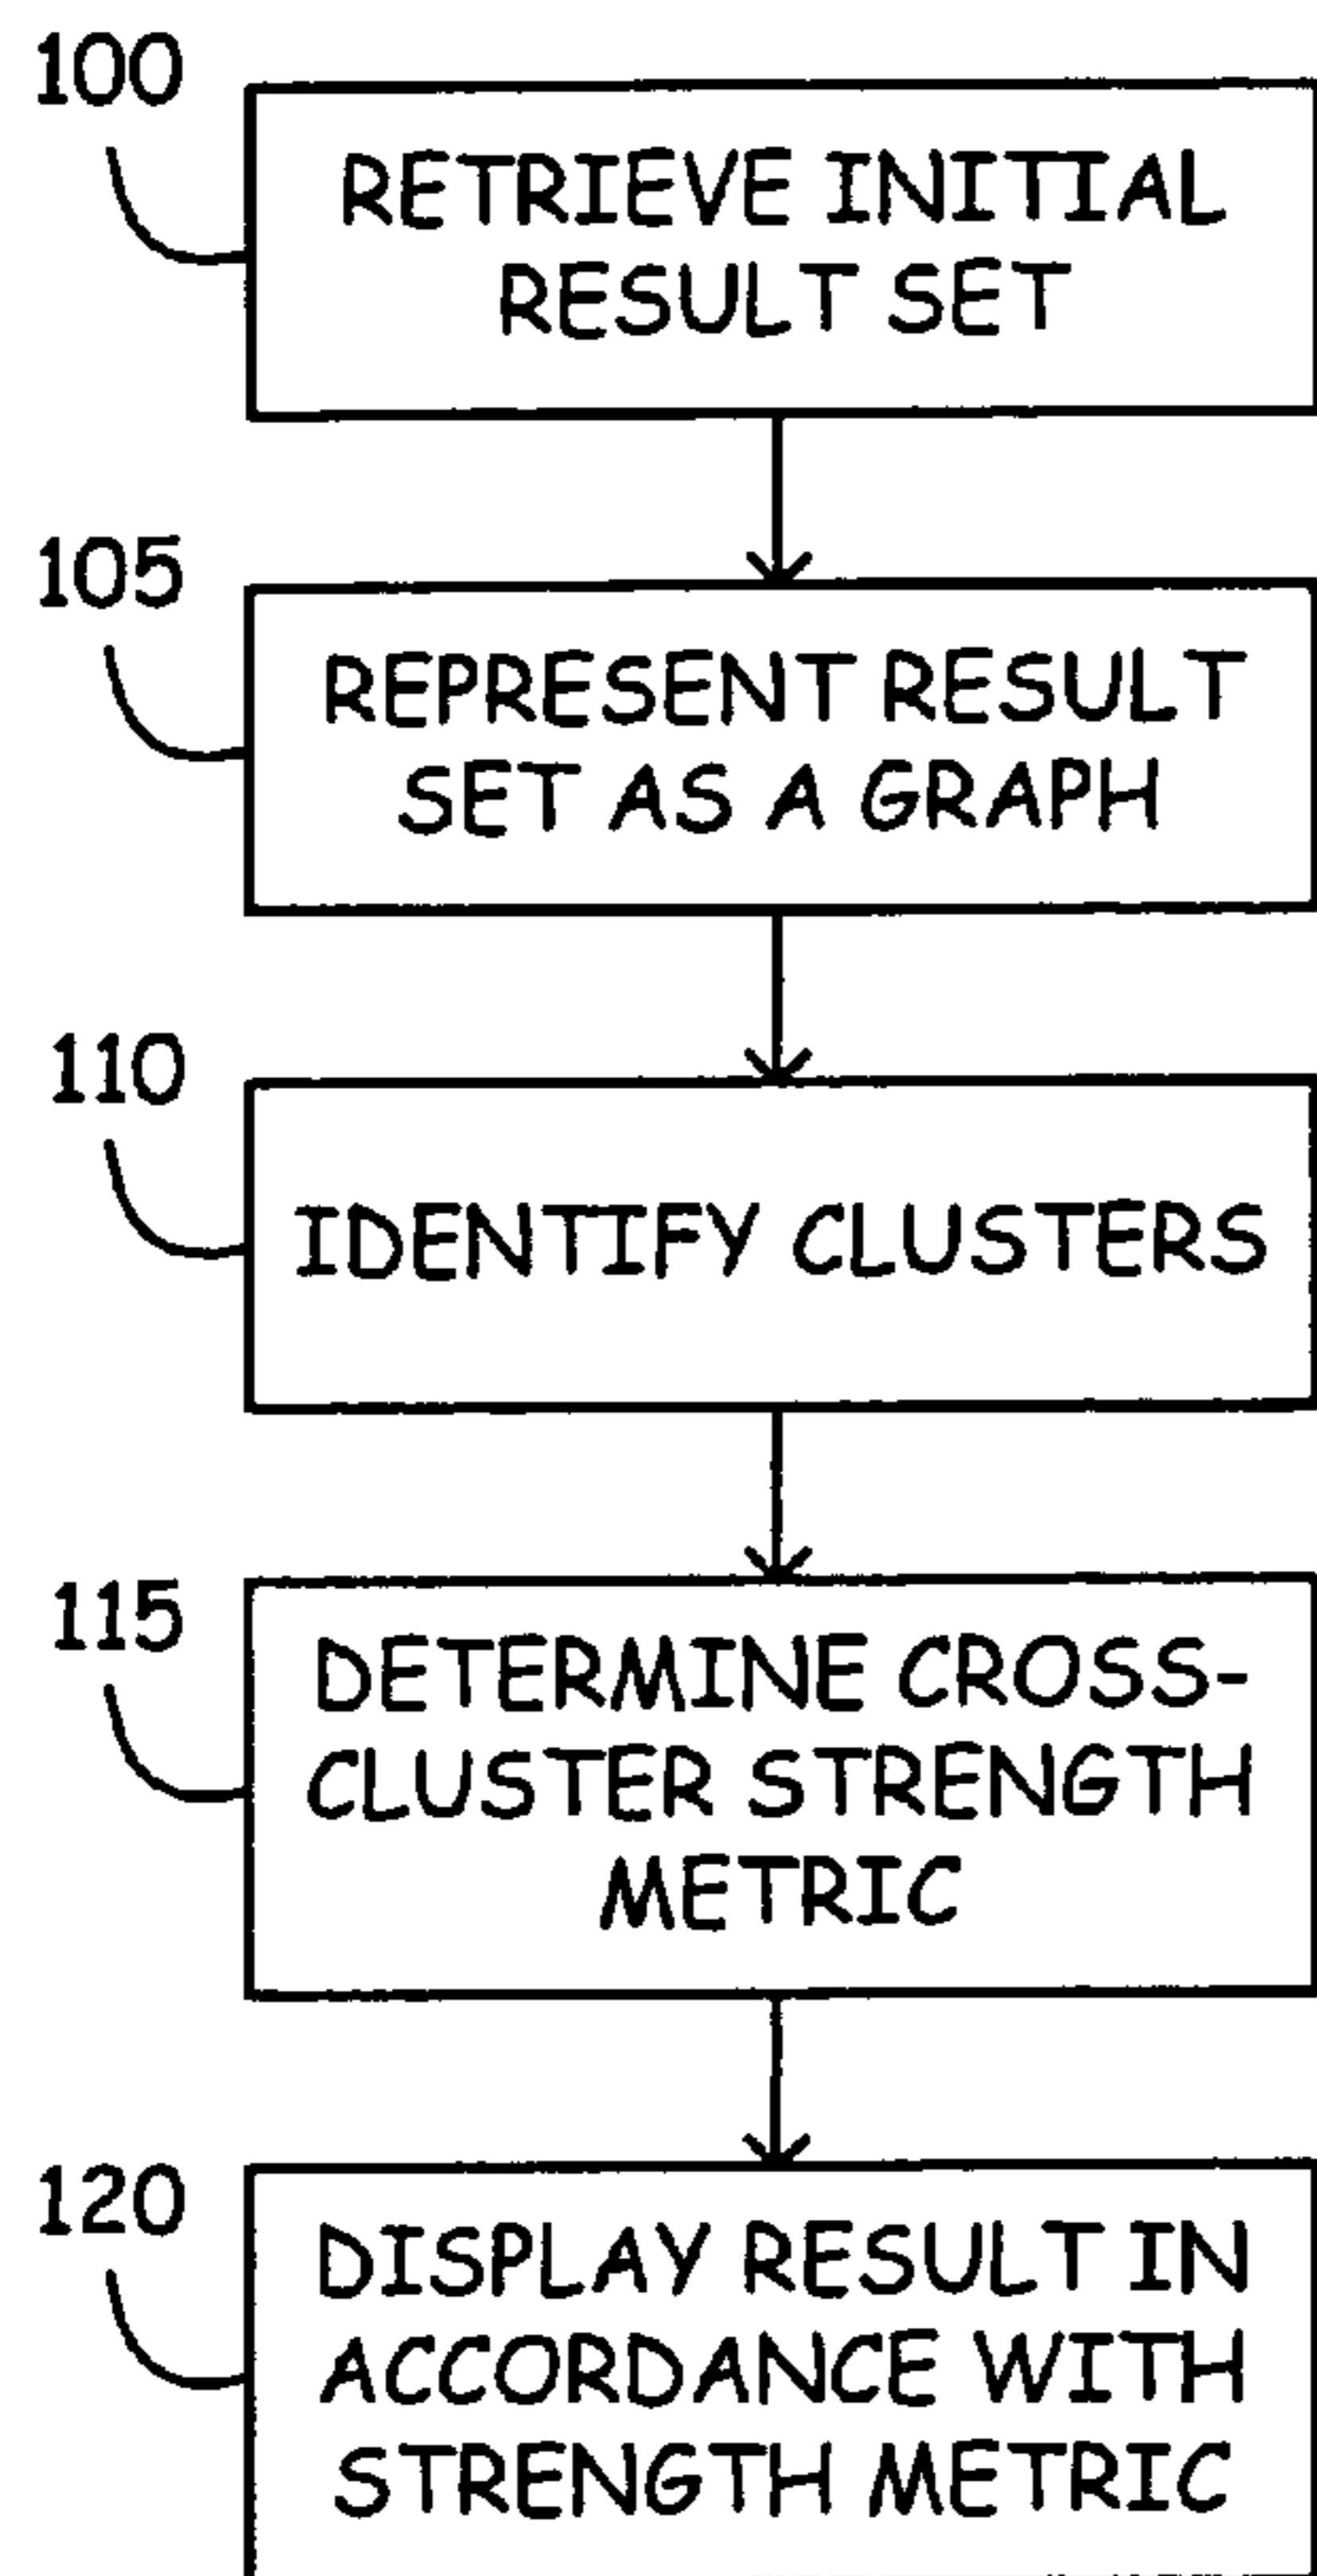 100
RETRIEVE INITIAL
RESULT SET
105
REPRESENT RESULT
SET AS A GRAPH
110
IDENTIFY CLUSTERS
115
DETERMINE CROSS-
CLUSTER STRENGTH
METRIC
120
DISPLAY RESULT IN
ACCORDANCE WITH
STRENGTH METRIC